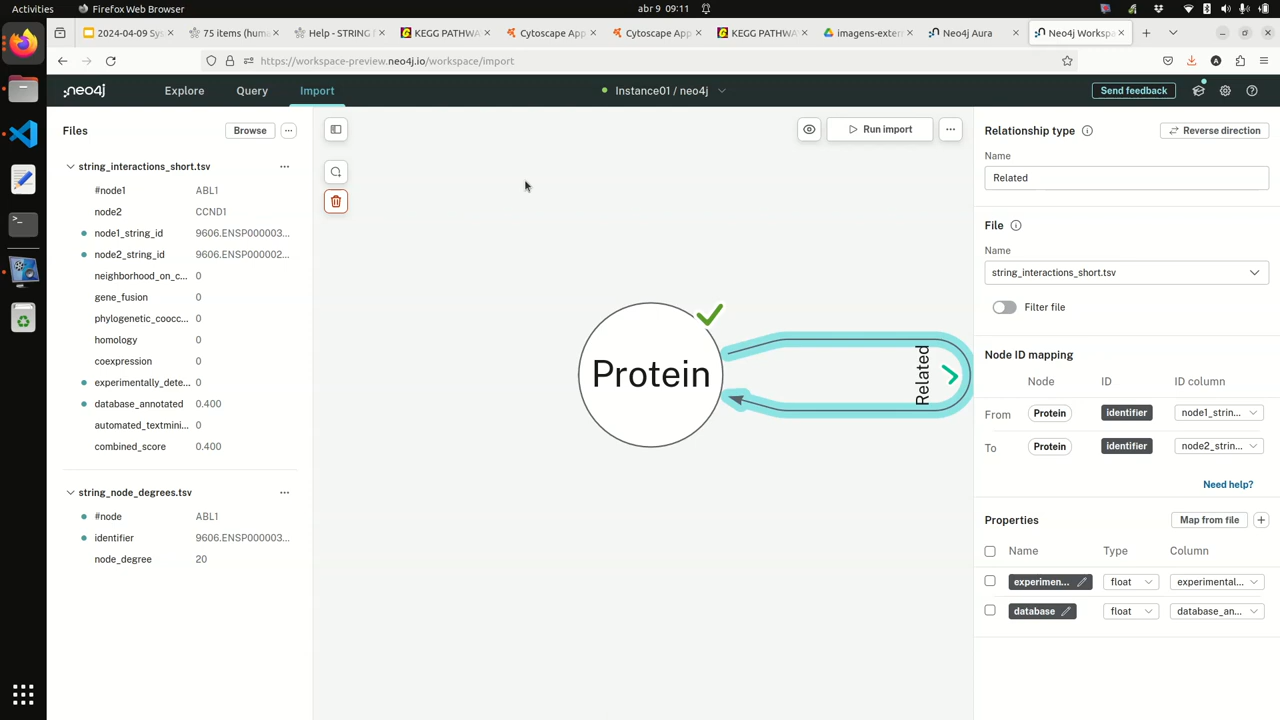 Activities
Firefox Web Browser
abr 9 09:11
2024-04-09 Sys
75 items (huma
Help - STRING
KEGG PATHWA
Cytoscape App
Cytoscape App
KEGG PATHWA
imagens-extern
Neo4j Aura
Neo4j Workspa
https://workspace-preview.neo4j.io/workspace/import
neo4j
Explore
Query
Import
Instance01 / neo4j
Send feedback
Files
Browse
string_interactions_short.tsv
#node1 ABL1
node2 CCND1
node1_string_id 9606.ENSP000003...
node2_string_id 9606.ENSP000002...
neighborhood_on_c... 0
gene_fusion 0
phylogenetic_coocc... 0
homology 0
coexpression 0
experimentally_dete... 0
database_annotated 0.400
automated_textmini... 0
combined_score 0.400
string_node_degrees.tsv
#node ABL1
identifier 9606.ENSP000003...
node_degree 20
Run import
Protein
Related
Relationship type
Reverse direction
Name
Related
File
Name
string_interactions_short.tsv
Filter file
Node ID mapping
Node ID ID column
From Protein identifier node1_strin...
To Protein identifier node2_strin...
Need help?
Properties
Map from file
Name Type Column
experimen... float experimental...
database float database_an...